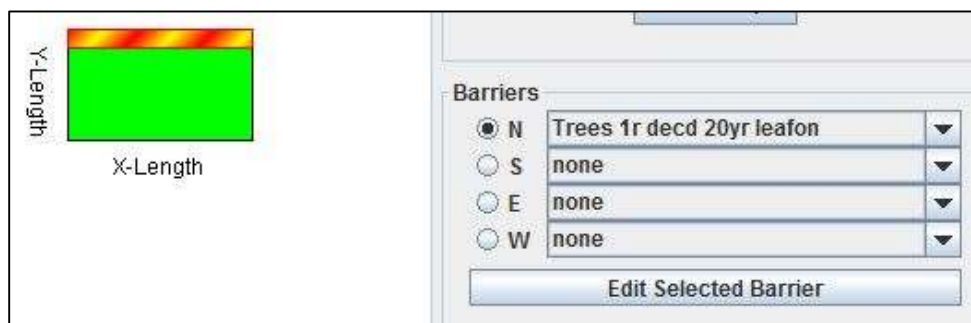 Y-Length
X-Length
Barriers
N Trees 1r decd 20yr leafon
S none
E none
W none
Edit Selected Barrier